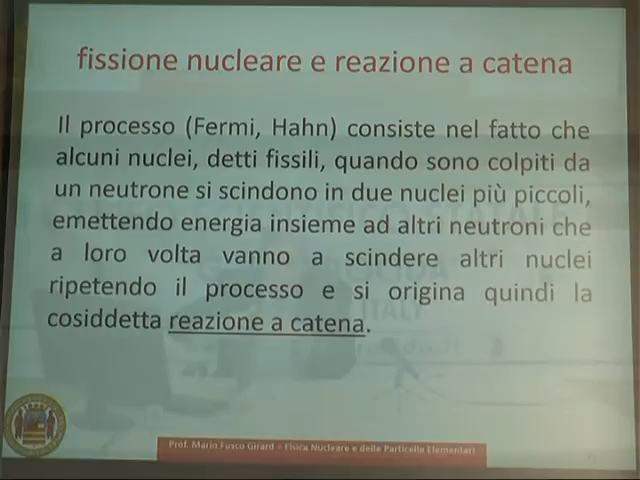 fissione nucleare e reazione a catena
Il processo (Fermi, Hahn) consiste nel fatto che
alcuni nuclei, detti fissili, quando sono colpiti da
un neutrone si scindono in due nuclei più piccoli,
emettendo energia insieme ad altri neutroni che
a loro volta vanno a scindere altri nuclei
ripetendo il processo e si origina quindi la
cosiddetta reazione a catena.
Prof. Mario Fusco Girard – Fisica Nucleare e delle Particelle Elementari